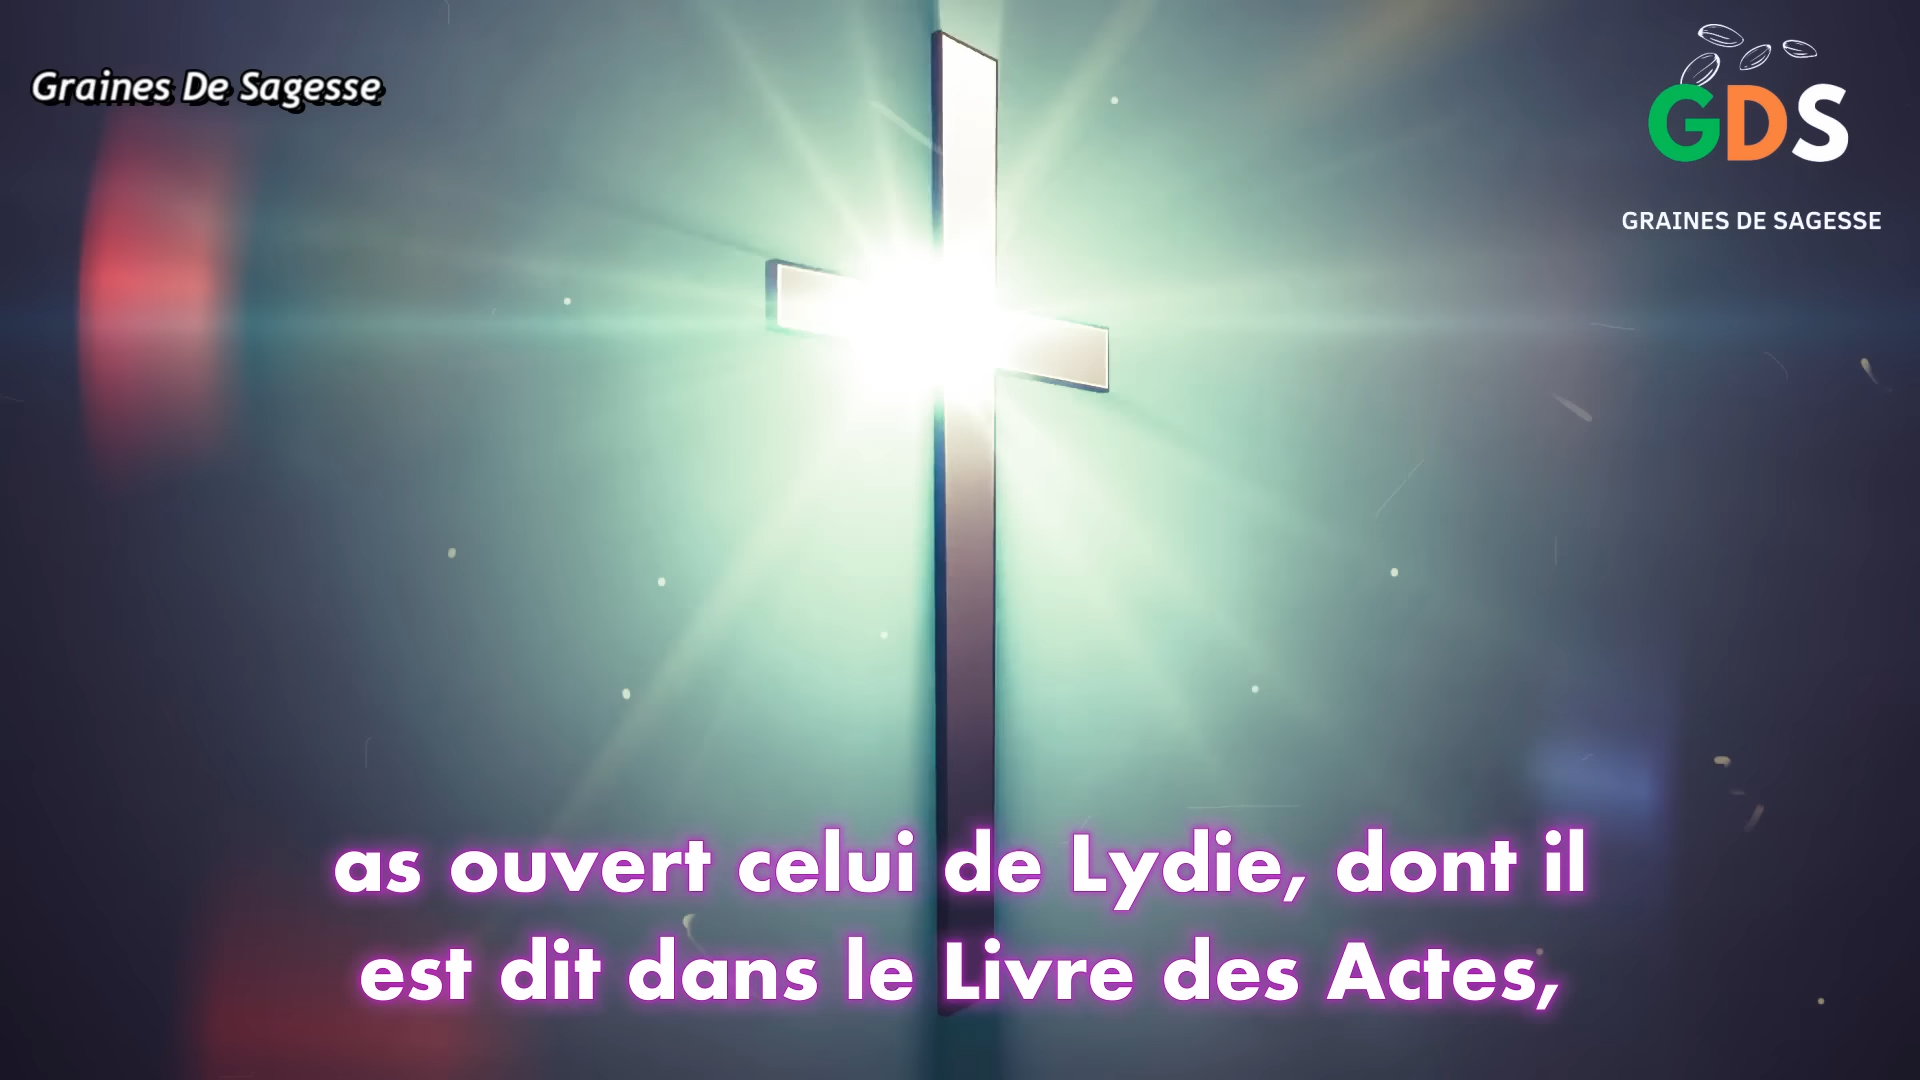 Graines De Sagesse
GDS
GRAINES DE SAGESSE
as ouvert celui de Lydie, dont il
est dit dans le Livre des Actes,